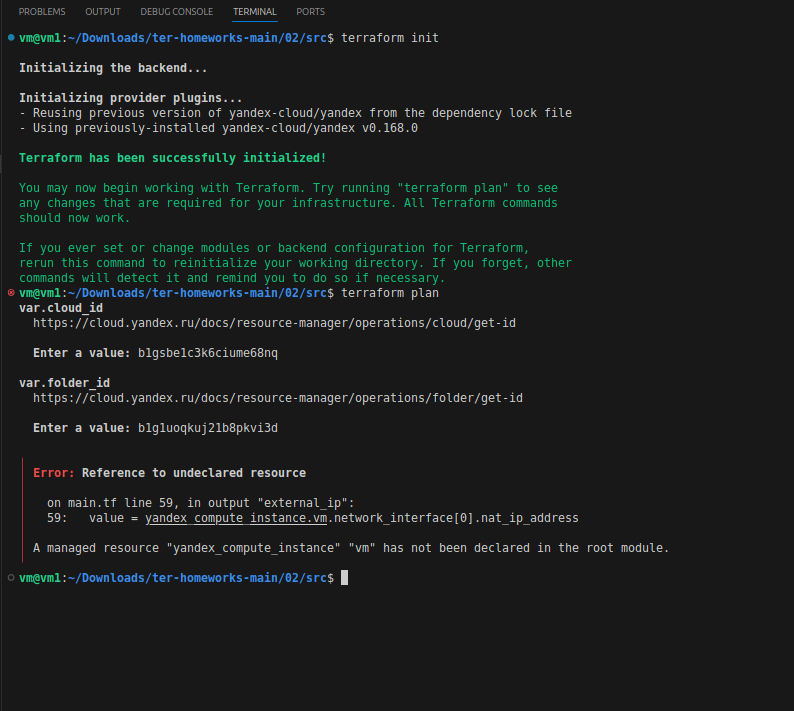 PROBLEMS OUTPUT DEBUG CONSOLE TERMINAL PORTS
vm@vm1:~/Downloads/ter-homeworks-main/02/src$ terraform init
Initializing the backend...
Initializing provider plugins...
- Reusing previous version of yandex-cloud/yandex from the dependency lock file
- Using previously-installed yandex-cloud/yandex v0.168.0
Terraform has been successfully initialized!
You may now begin working with Terraform. Try running "terraform plan" to see
any changes that are required for your infrastructure. All Terraform commands
should now work.
If you ever set or change modules or backend configuration for Terraform,
rerun this command to reinitialize your working directory. If you forget, other
commands will detect it and remind you to do so if necessary.
vm@vm1:~/Downloads/ter-homeworks-main/02/src$ terraform plan
var.cloud_id
https://cloud.yandex.ru/docs/resource-manager/operations/cloud/get-id
Enter a value: b1gsbe1c3k6ciume68nq
var.folder_id
https://cloud.yandex.ru/docs/resource-manager/operations/folder/get-id
Enter a value: b1g1uoqkuj21b8pkvi3d
Error: Reference to undeclared resource
on main.tf line 59, in output "external_ip":
59: value = yandex_compute_instance.vm.network_interface[0].nat_ip_address
A managed resource "yandex_compute_instance" "vm" has not been declared in the root module.
vm@vm1:~/Downloads/ter-homeworks-main/02/src$